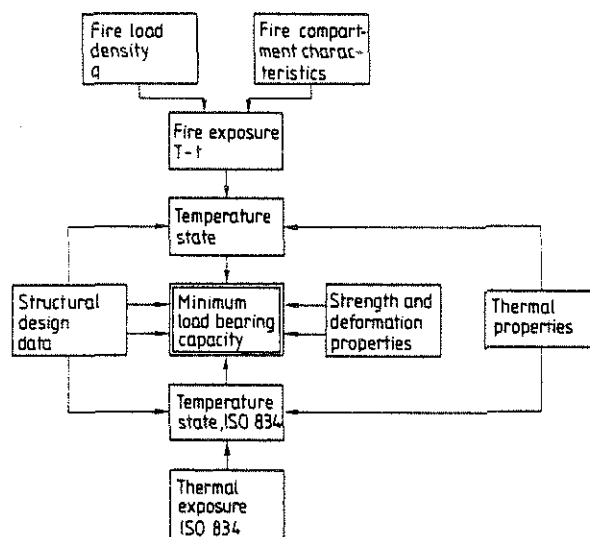 Fire load
density
q
Fire compart-
ment charac-
teristics
Fire exposure
T-t
Temperature
state
Structural
design
data
Minimum
load bearing
capacity
Strength and
deformation
properties
Thermal
properties
Temperature
state, ISO 834
Thermal
exposure
ISO 834